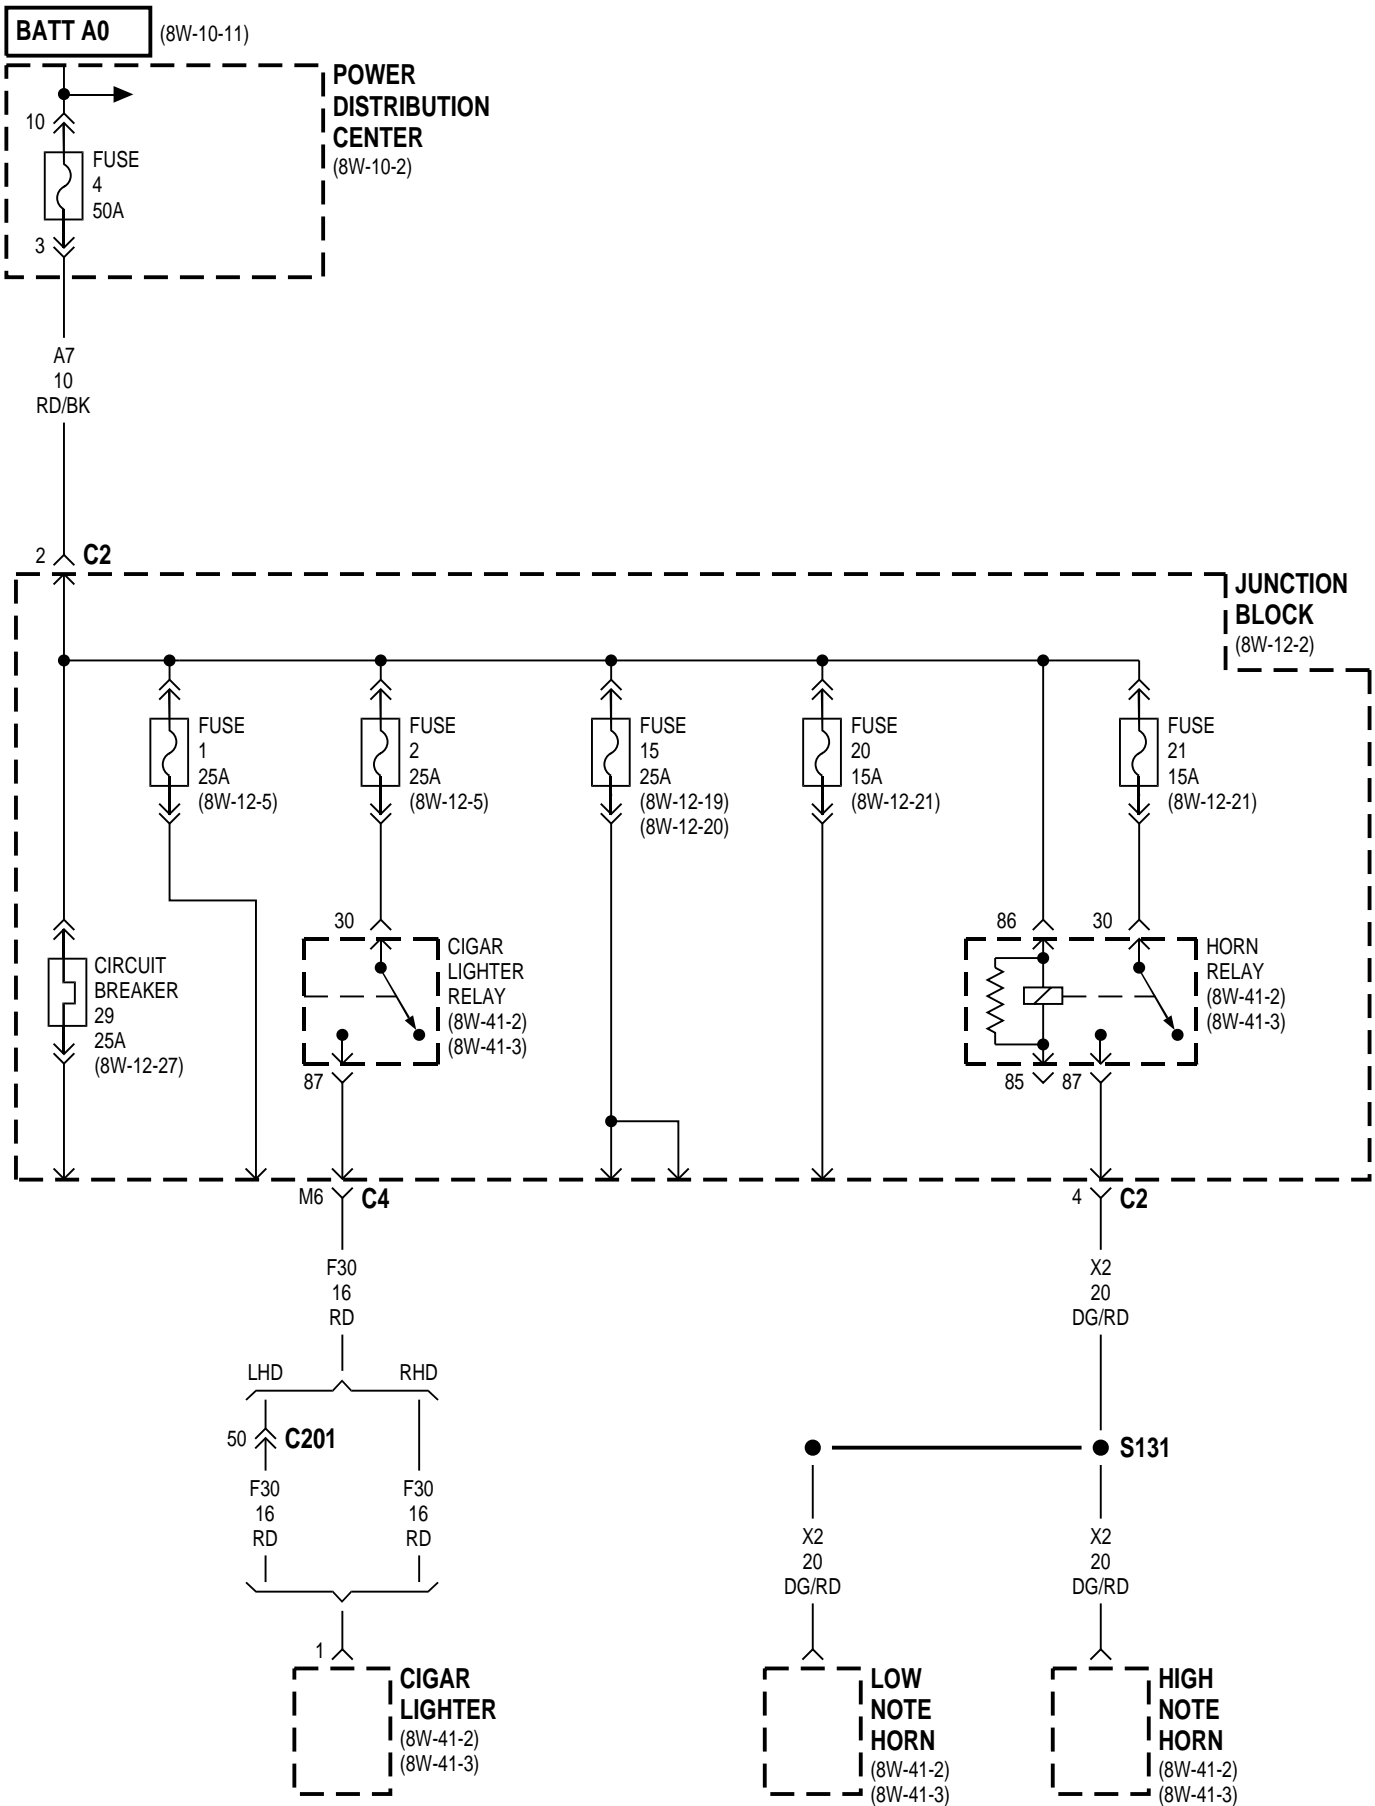 BATT A0
(8W-10-11)
POWER
DISTRIBUTION
CENTER
(8W-10-2)
10
FUSE
4
50A
3
A7
10
RD/BK
2
C2
JUNCTION
BLOCK
(8W-12-2)
FUSE
1
25A
(8W-12-5)
FUSE
2
25A
(8W-12-5)
FUSE
15
25A
(8W-12-19)
(8W-12-20)
FUSE
20
15A
(8W-12-21)
FUSE
21
15A
(8W-12-21)
CIRCUIT
BREAKER
29
25A
(8W-12-27)
30
CIGAR
LIGHTER
RELAY
(8W-41-2)
(8W-41-3)
87
86
30
HORN
RELAY
(8W-41-2)
(8W-41-3)
85
87
M6
C4
4
C2
F30
16
RD
LHD
RHD
50
C201
F30
16
RD
F30
16
RD
1
CIGAR
LIGHTER
(8W-41-2)
(8W-41-3)
X2
20
DG/RD
S131
X2
20
DG/RD
X2
20
DG/RD
LOW
NOTE
HORN
(8W-41-2)
(8W-41-3)
HIGH
NOTE
HORN
(8W-41-2)
(8W-41-3)